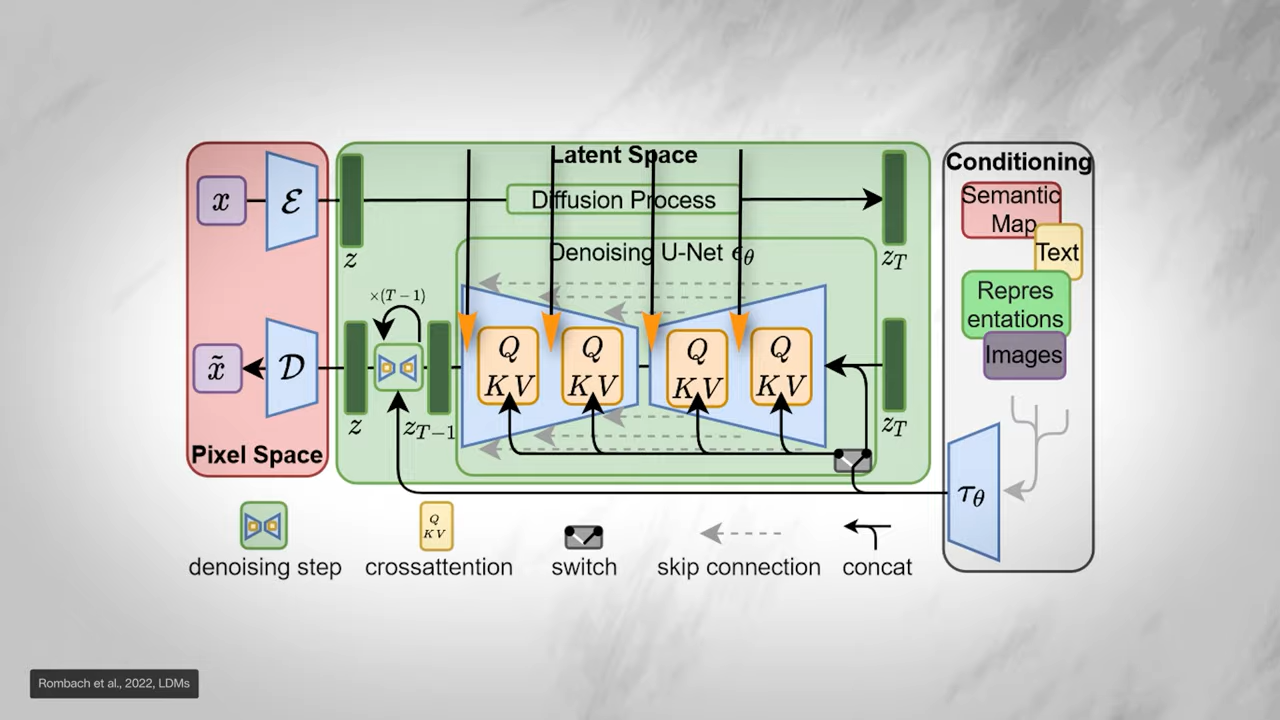 Latent Space
Conditioning
x
ℰ
Diffusion Process
Semantic
Map
Text
z
Denoising U-Net ϵθ
zT
×(T−1)
Repres
entations
Images
x̃
𝒟
Q
KV
Q
KV
Q
KV
Q
KV
z
zT−1
zT
Pixel Space
τθ
Q
KV
denoising step
crossattention
switch
skip connection
concat
Rombach et al., 2022, LDMs